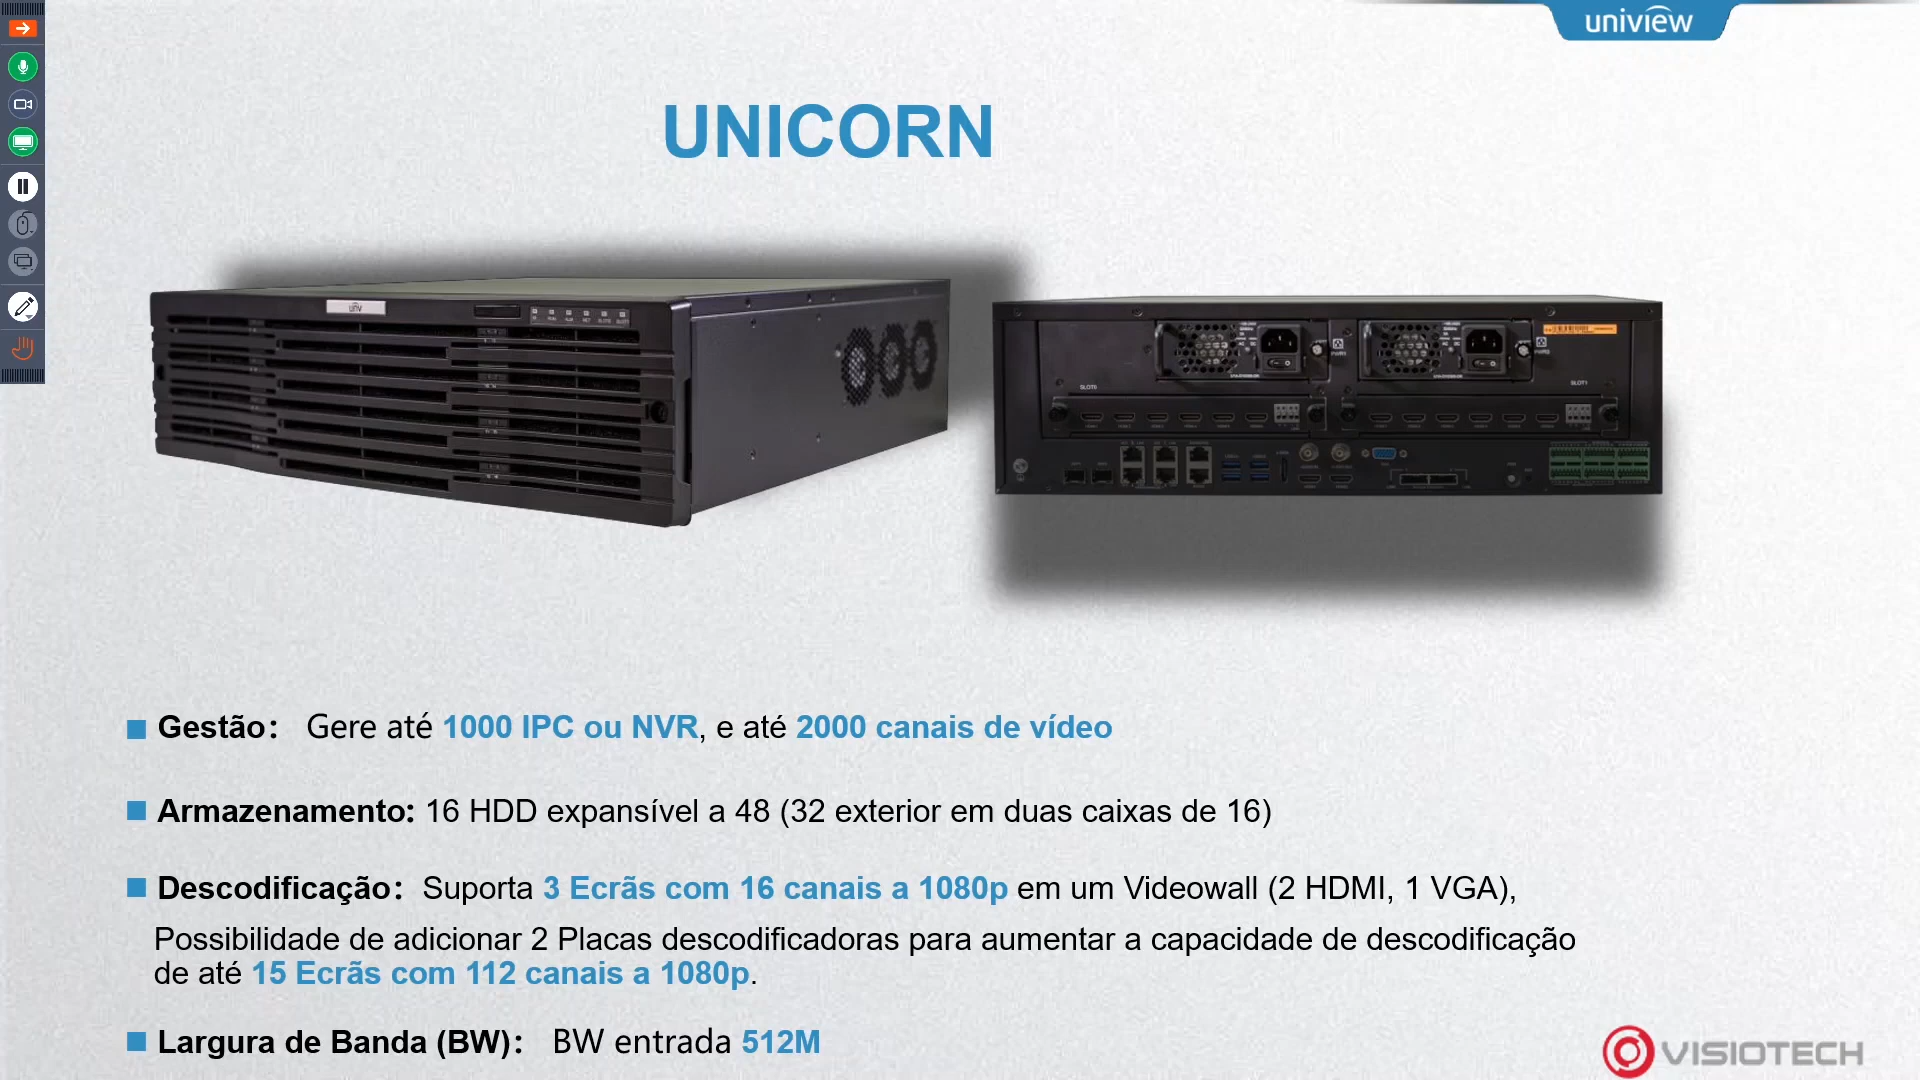 uniview
UNICORN
unv
SLOT0
SLOT1
Gestão: Gere até 1000 IPC ou NVR, e até 2000 canais de vídeo
Armazenamento: 16 HDD expansível a 48 (32 exterior em duas caixas de 16)
Descodificação: Suporta 3 Ecrãs com 16 canais a 1080p em um Videowall (2 HDMI, 1 VGA),
Possibilidade de adicionar 2 Placas descodificadoras para aumentar a capacidade de descodificação
de até 15 Ecrãs com 112 canais a 1080p.
Largura de Banda (BW): BW entrada 512M
VISIOTECH